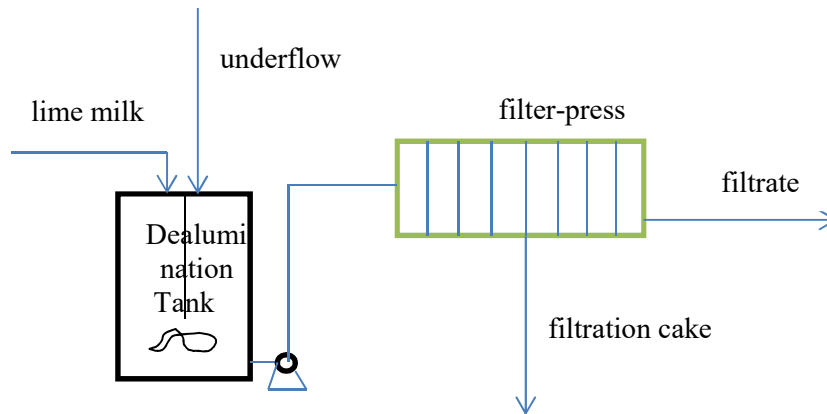 underflow
lime milk
filter-press
filtrate
Dealumi
nation
Tank
filtration cake